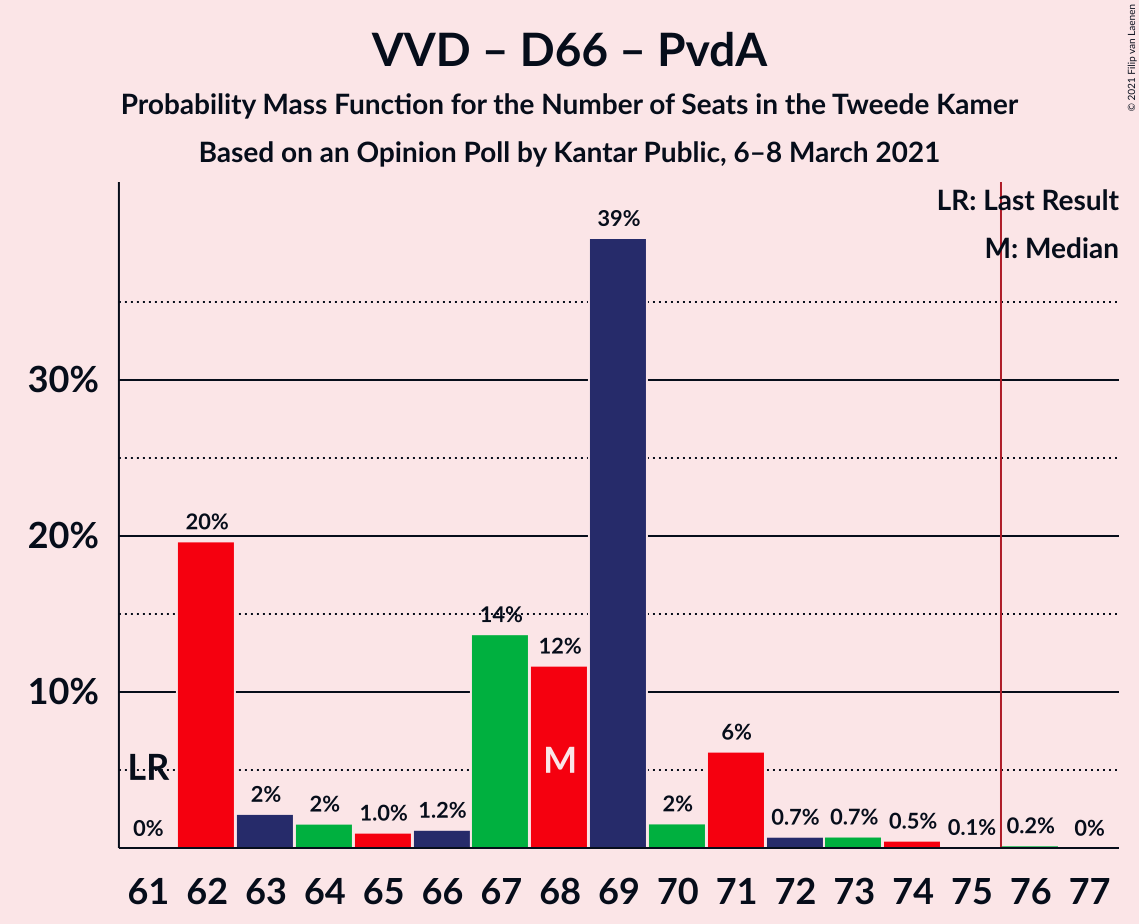 VVD – D66 – PvdA
Probability Mass Function for the Number of Seats in the Tweede Kamer
Based on an Opinion Poll by Kantar Public, 6–8 March 2021
© 2021 Filip van Laenen
LR: Last Result
M: Median
39%
30%
20%
20%
14%
12%
10%
LR
M
6%
0%
2%
2%
1.0%
1.2%
2%
0.7%
0.7%
0.5%
0.1%
0.2%
0%
61 62 63 64 65 66 67 68 69 70 71 72 73 74 75 76 77